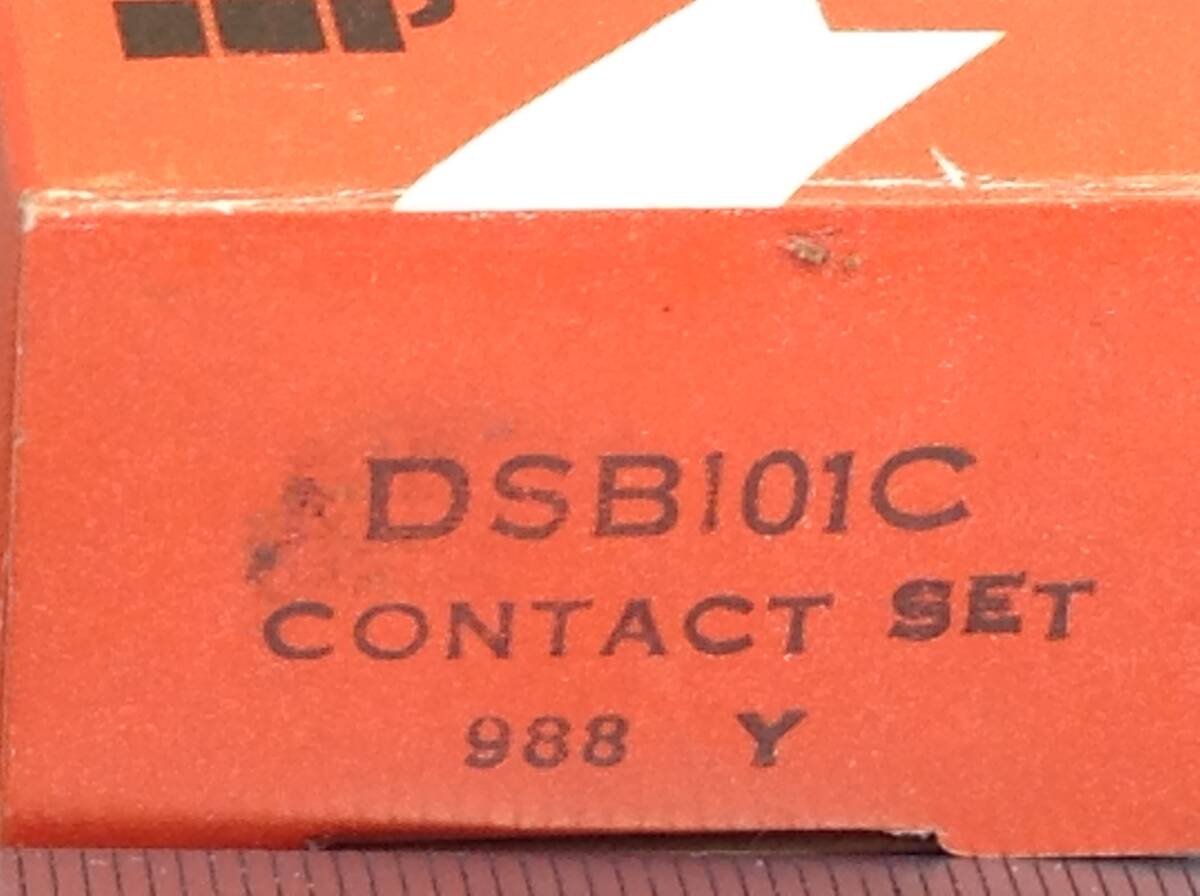 DSB101C
CONTACT SET
988 Y